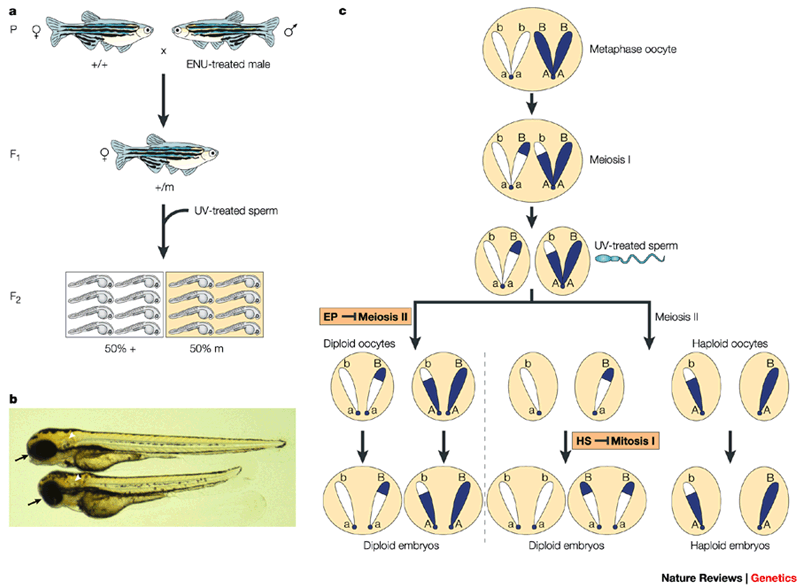 a
P
♀
♂
+/+
x
ENU-treated male
F1
♀
+/m
UV-treated sperm
F2
50% +
50% m
b
c
b b B B
a a A A
Metaphase oocyte
b B b B
a a A A
Meiosis I
b B b B
a a A A
UV-treated sperm
EP ⊣ Meiosis II
Meiosis II
Diploid oocytes
Haploid oocytes
b B b B b B b B
a a A A a a A A
HS ⊣ Mitosis I
b B b B b b B B b B
a a A A a a a a A A
Diploid embryos
Diploid embryos
Haploid embryos
Nature Reviews | Genetics